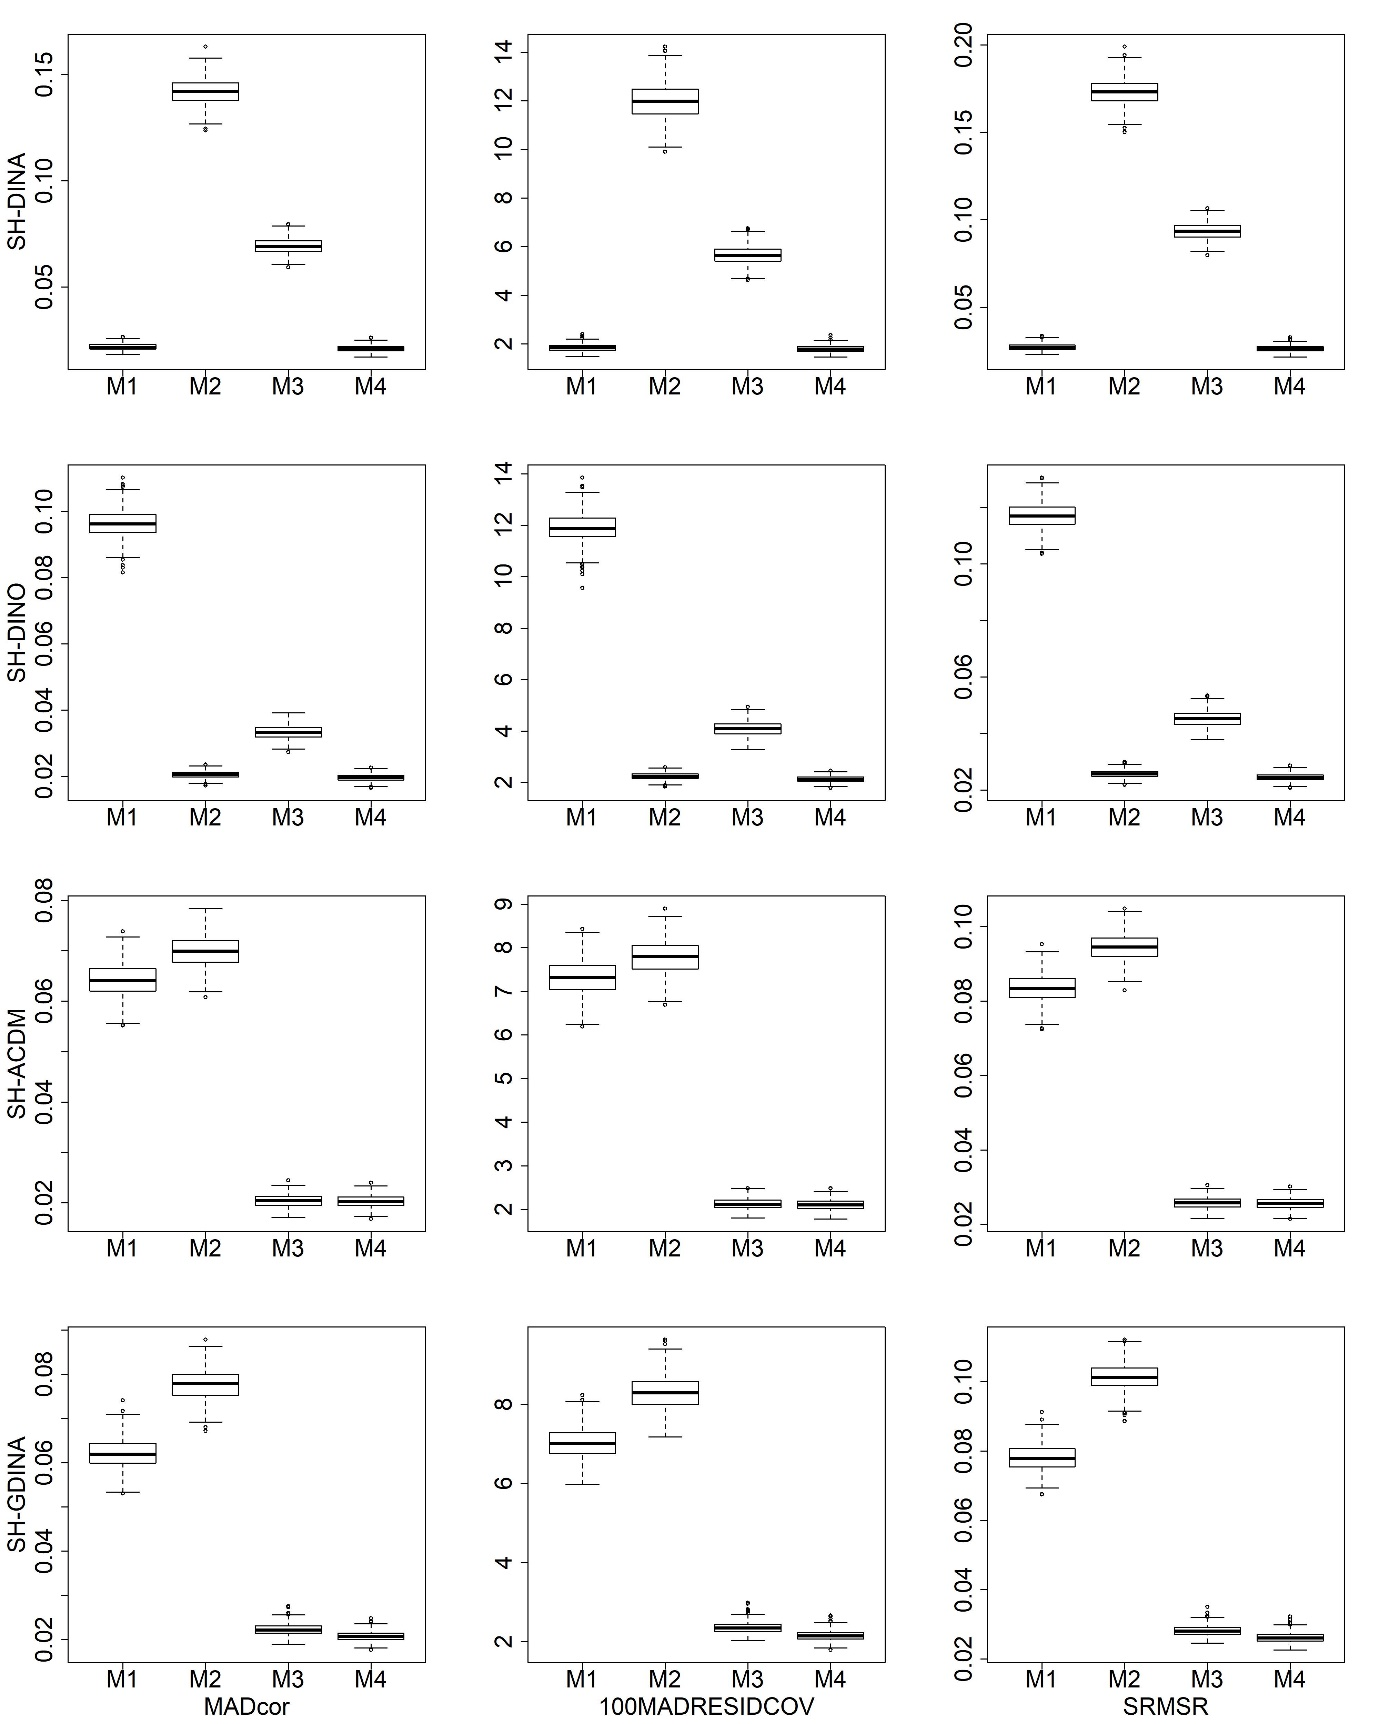 SH-DINA
0.05 0.10 0.15
M1 M2 M3 M4
2 4 6 8 10 12 14
M1 M2 M3 M4
0.05 0.10 0.15 0.20
M1 M2 M3 M4
SH-DINO
0.02 0.04 0.06 0.08 0.10
M1 M2 M3 M4
2 4 6 8 10 12 14
M1 M2 M3 M4
0.02 0.06 0.10
M1 M2 M3 M4
SH-ACDM
0.02 0.04 0.06 0.08
M1 M2 M3 M4
2 3 4 5 6 7 8 9
M1 M2 M3 M4
0.02 0.04 0.06 0.08 0.10
M1 M2 M3 M4
SH-GDINA
0.02 0.04 0.06 0.08
M1 M2 M3 M4
MADcor
2 4 6 8
M1 M2 M3 M4
100MADRESIDCOV
0.02 0.04 0.06 0.08 0.10
M1 M2 M3 M4
SRMSR